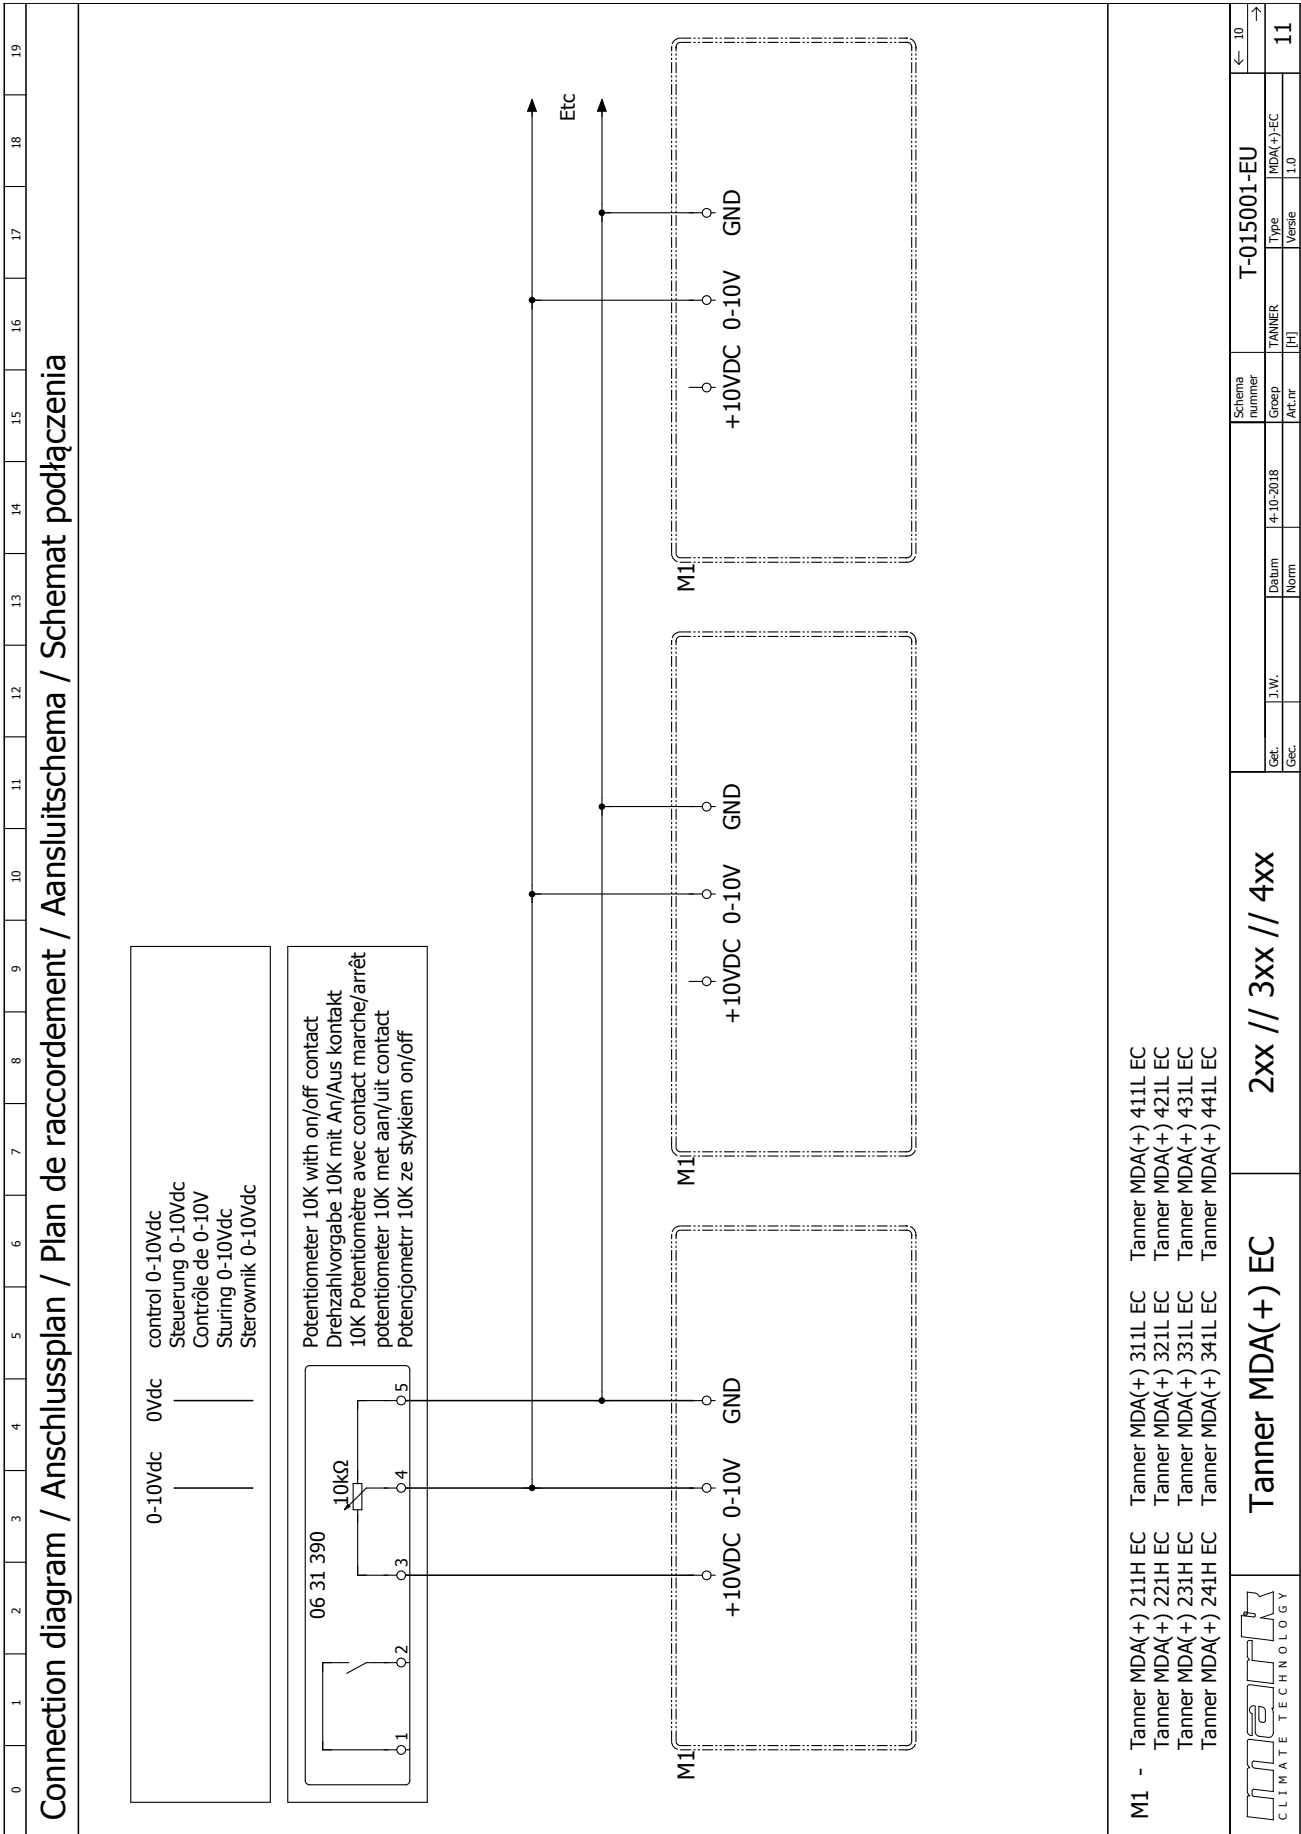 0 1 2 3 4 5 6 7 8 9 10 11 12 13 14 15 16 17 18 19
Connection diagram / Anschlussplan / Plan de raccordement / Aansluitschema / Schemat podłączenia
0-10Vdc 0Vdc
control 0-10Vdc
Steuerung 0-10Vdc
Contrôle de 0-10V
Sturing 0-10Vdc
Sterownik 0-10Vdc
06 31 390
10kΩ
1 2 3 4 5
Potentiometer 10K with on/off contact
Drehzahlvorgabe 10K mit An/Aus kontakt
10K Potentiomètre avec contact marche/arrêt
potentiometer 10K met aan/uit contact
Potencjometrr 10K ze stykiem on/off
Etc
M1
+10VDC 0-10V GND
M1
+10VDC 0-10V GND
M1
+10VDC 0-10V GND
M1 - Tanner MDA(+) 211H EC Tanner MDA(+) 311L EC Tanner MDA(+) 411L EC
Tanner MDA(+) 221H EC Tanner MDA(+) 321L EC Tanner MDA(+) 421L EC
Tanner MDA(+) 231H EC Tanner MDA(+) 331L EC Tanner MDA(+) 431L EC
Tanner MDA(+) 241H EC Tanner MDA(+) 341L EC Tanner MDA(+) 441L EC
mark
CLIMATE TECHNOLOGY
Tanner MDA(+) EC
2xx // 3xx // 4xx
Get. J.W. Datum 4-10-2018
Gec. Norm
Schema nummer T-015001-EU
Groep TANNER Type MDA(+)-EC
Art.nr [H] Versie 1.0
← 10
→
11